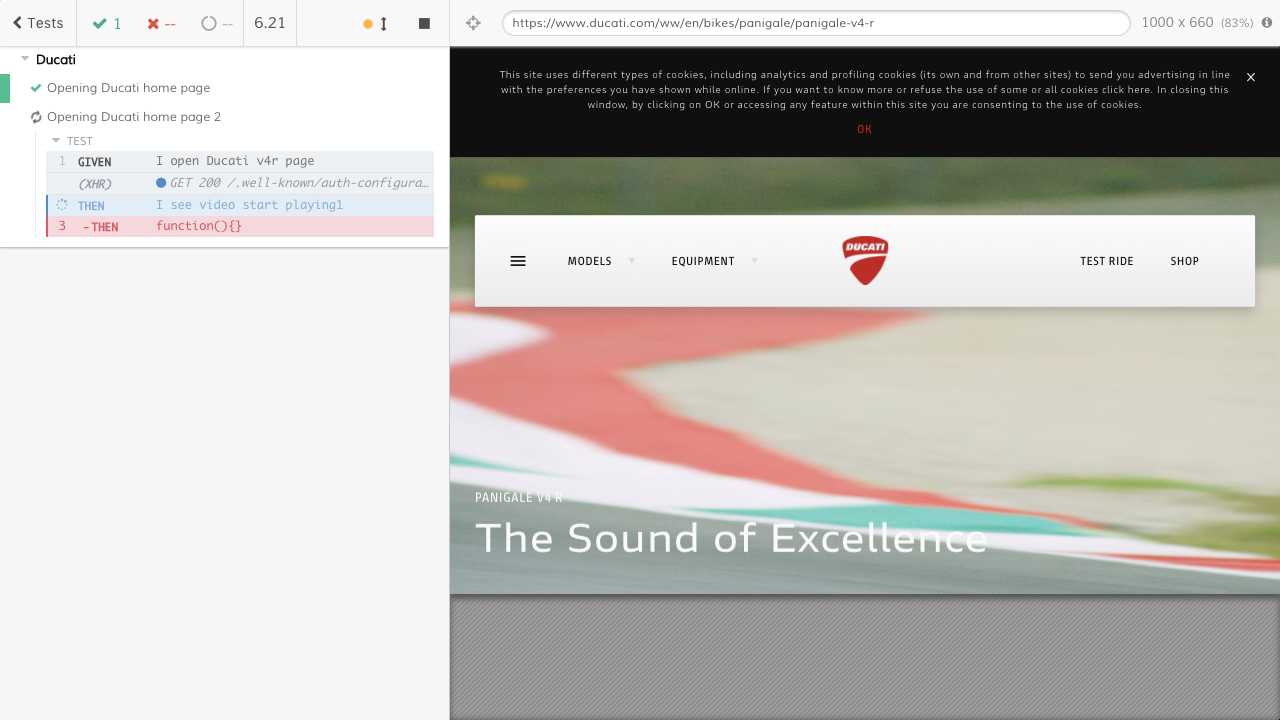 Tests
1
--
--
6.21
https://www.ducati.com/ww/en/bikes/panigale/panigale-v4-r
1000 x 660 (83%)
Ducati
Opening Ducati home page
Opening Ducati home page 2
TEST
1 GIVEN I open Ducati v4r page
(XHR) GET 200 /.well-known/auth-configura…
THEN I see video start playing1
3 -THEN function(){}
This site uses different types of cookies, including analytics and profiling cookies (its own and from other sites) to send you advertising in line
with the preferences you have shown while online. If you want to know more or refuse the use of some or all cookies click here. In closing this
window, by clicking on OK or accessing any feature within this site you are consenting to the use of cookies.
OK
MODELS
EQUIPMENT
DUCATI
TEST RIDE
SHOP
PANIGALE V4 R
The Sound of Excellence